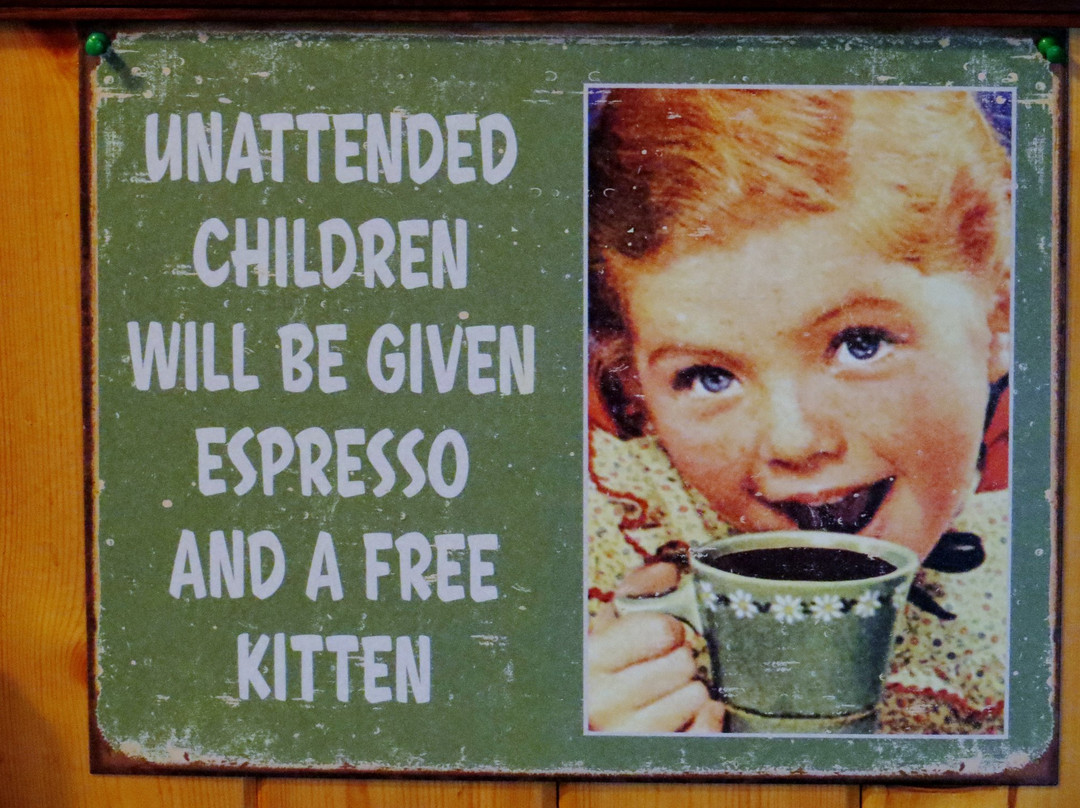 UNATTENDED
CHILDREN
WILL BE GIVEN
ESPRESSO
AND A FREE
KITTEN